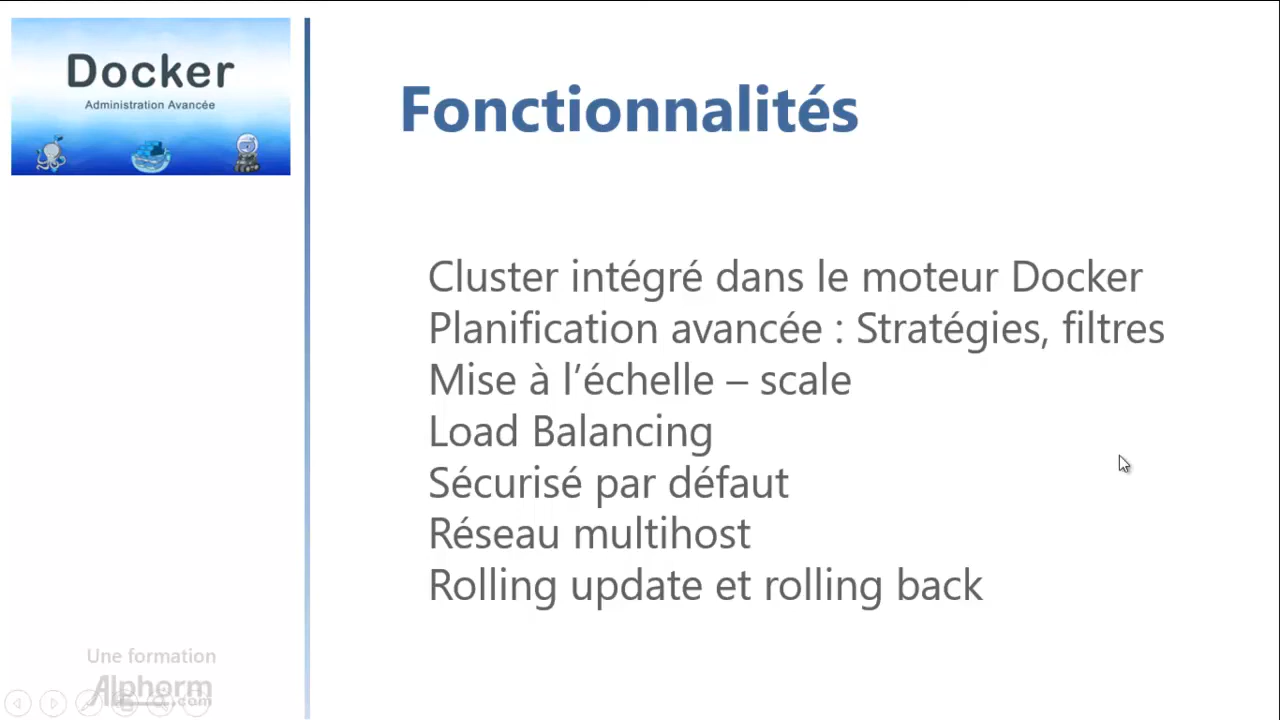 Docker
Administration Avancée
Fonctionnalités
Cluster intégré dans le moteur Docker
Planification avancée : Stratégies, filtres
Mise à l’échelle – scale
Load Balancing
Sécurisé par défaut
Réseau multihost
Rolling update et rolling back
Une formation
Alphorm
.com